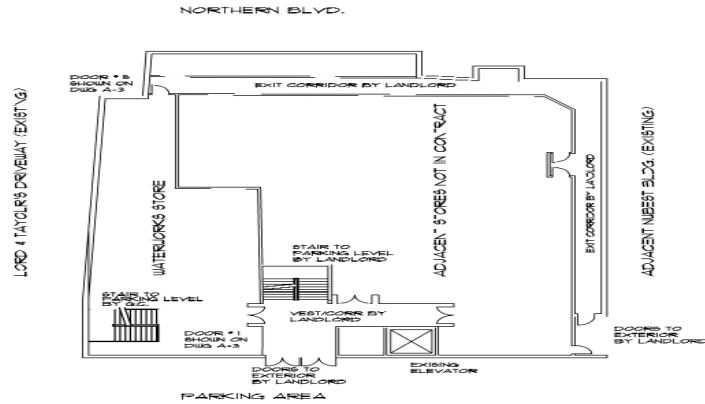 NORTHERN BLVD.
DOOR # 5
SHOWN ON
DWG A-3
EXIT CORRIDOR BY LANDLORD
LORD & TAYLOR'S DRIVEWAY (EXISTING)
WATERWORKS STORE
ADJACENT STORES NOT IN CONTRACT
EXIT CORRIDOR BY LANDLORD
ADJACENT NUBEST BLDG. (EXISTING)
STAIR TO
PARKING LEVEL
BY LANDLORD
STAIR TO
PARKING LEVEL
BY G.C.
VEST/CORR BY
LANDLORD
DOOR # 1
SHOWN ON
DWG A-3
DOORS TO
EXTERIOR
BY LANDLORD
DOORS TO
EXTERIOR
BY LANDLORD
EXISING
ELEVATOR
PARKING AREA